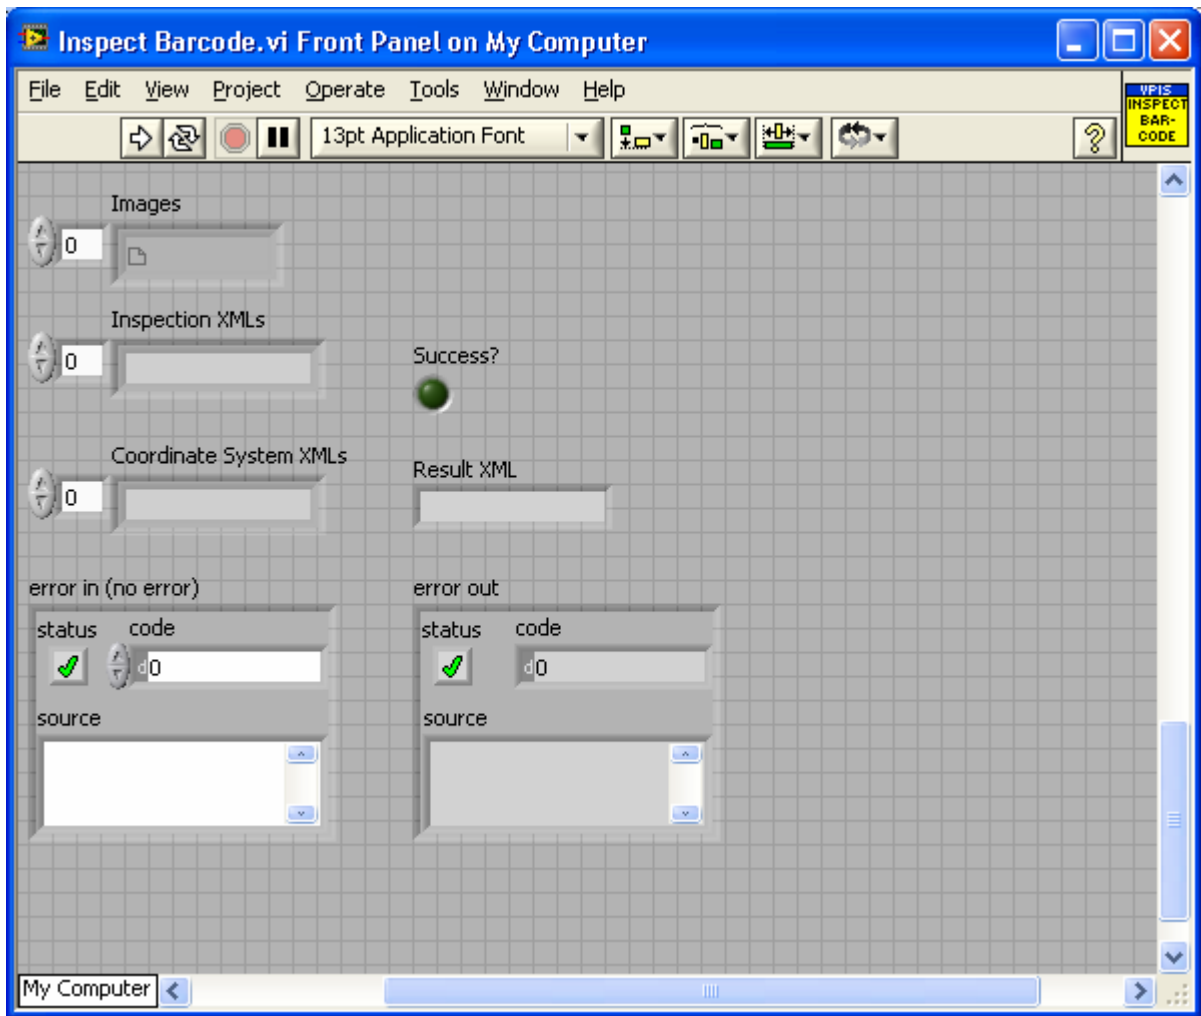 Inspect Barcode.vi Front Panel on My Computer
File Edit View Project Operate Tools Window Help
VPIS
INSPECT
BAR-
CODE
13pt Application Font
?
Images
0
Inspection XMLs
0
Success?
Coordinate System XMLs
0
Result XML
error in (no error)
status code
d0
source
error out
status code
d0
source
My Computer